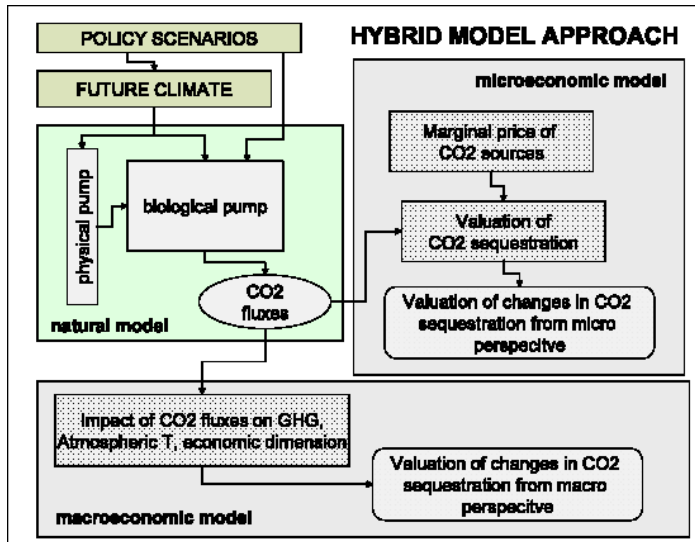 POLICY SCENARIOS
HYBRID MODEL APPROACH
FUTURE CLIMATE
microeconomic model
Marginal price of
CO2 sources
physical pump
biological pump
Valuation of
CO2 sequestration
CO2
fluxes
natural model
Valuation of changes in CO2
sequestration from micro
perspecitve
Impact of CO2 fluxes on GHG,
Atmospheric T, economic dimension
Valuation of changes in CO2
sequestration from macro
perspecitve
macroeconomic model